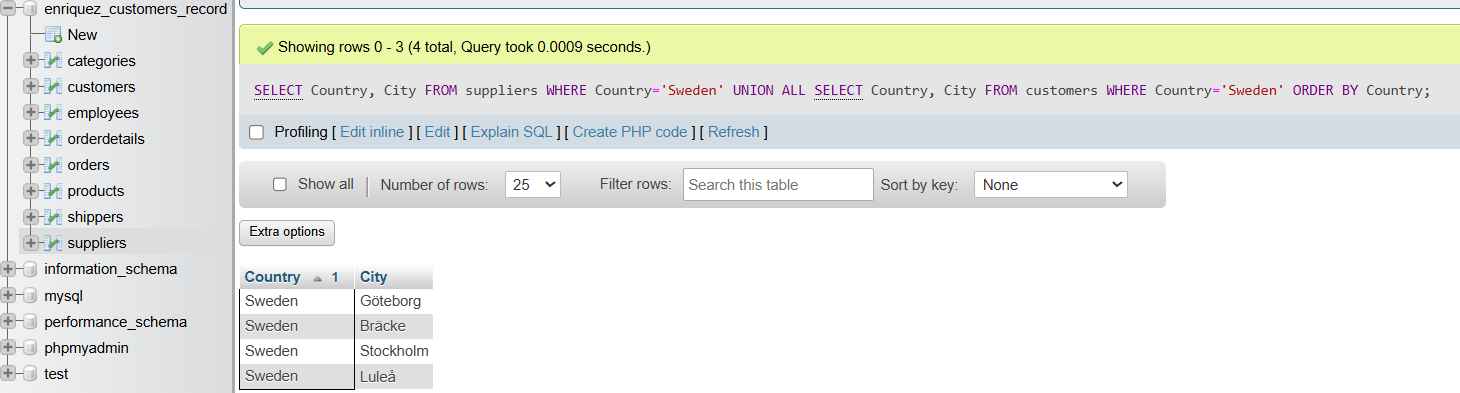 enriquez_customers_record
New
categories
customers
employees
orderdetails
orders
products
shippers
suppliers
information_schema
mysql
performance_schema
phpmyadmin
test
Showing rows 0 - 3 (4 total, Query took 0.0009 seconds.)
SELECT Country, City FROM suppliers WHERE Country='Sweden' UNION ALL SELECT Country, City FROM customers WHERE Country='Sweden' ORDER BY Country;
Profiling [ Edit inline ] [ Edit ] [ Explain SQL ] [ Create PHP code ] [ Refresh ]
Show all | Number of rows: 25 Filter rows: Search this table Sort by key: None
Extra options
Country 1 City
Sweden Göteborg
Sweden Bräcke
Sweden Stockholm
Sweden Luleå